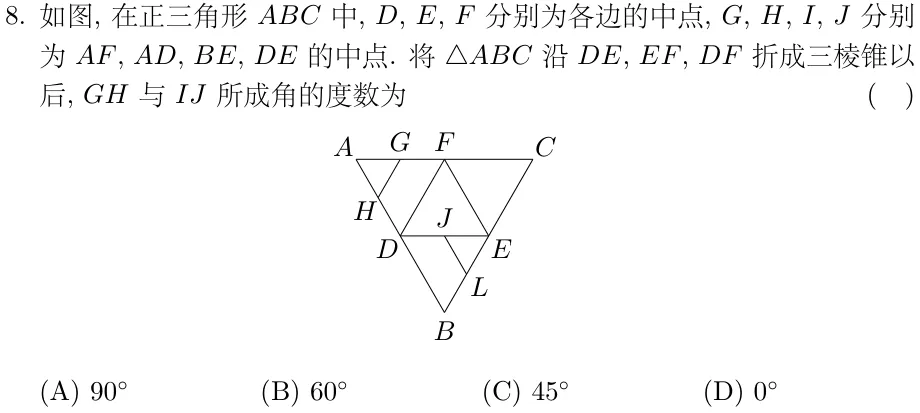 8. 如图, 在正三角形 ABC 中, D, E, F 分别为各边的中点, G, H, I, J 分别
为 AF, AD, BE, DE 的中点. 将 △ABC 沿 DE, EF, DF 折成三棱锥以
后, GH 与 IJ 所成角的度数为 ( )
A G F C
H J
D E
L
B
(A) 90° (B) 60° (C) 45° (D) 0°